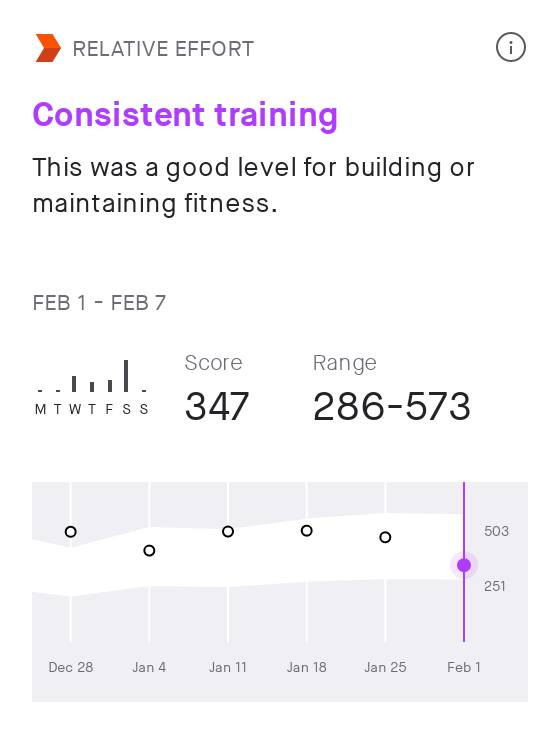 RELATIVE EFFORT
Consistent training
This was a good level for building or
maintaining fitness.
FEB 1 - FEB 7
Score Range
347 286-573
M T W T F S S
503
251
Dec 28 Jan 4 Jan 11 Jan 18 Jan 25 Feb 1